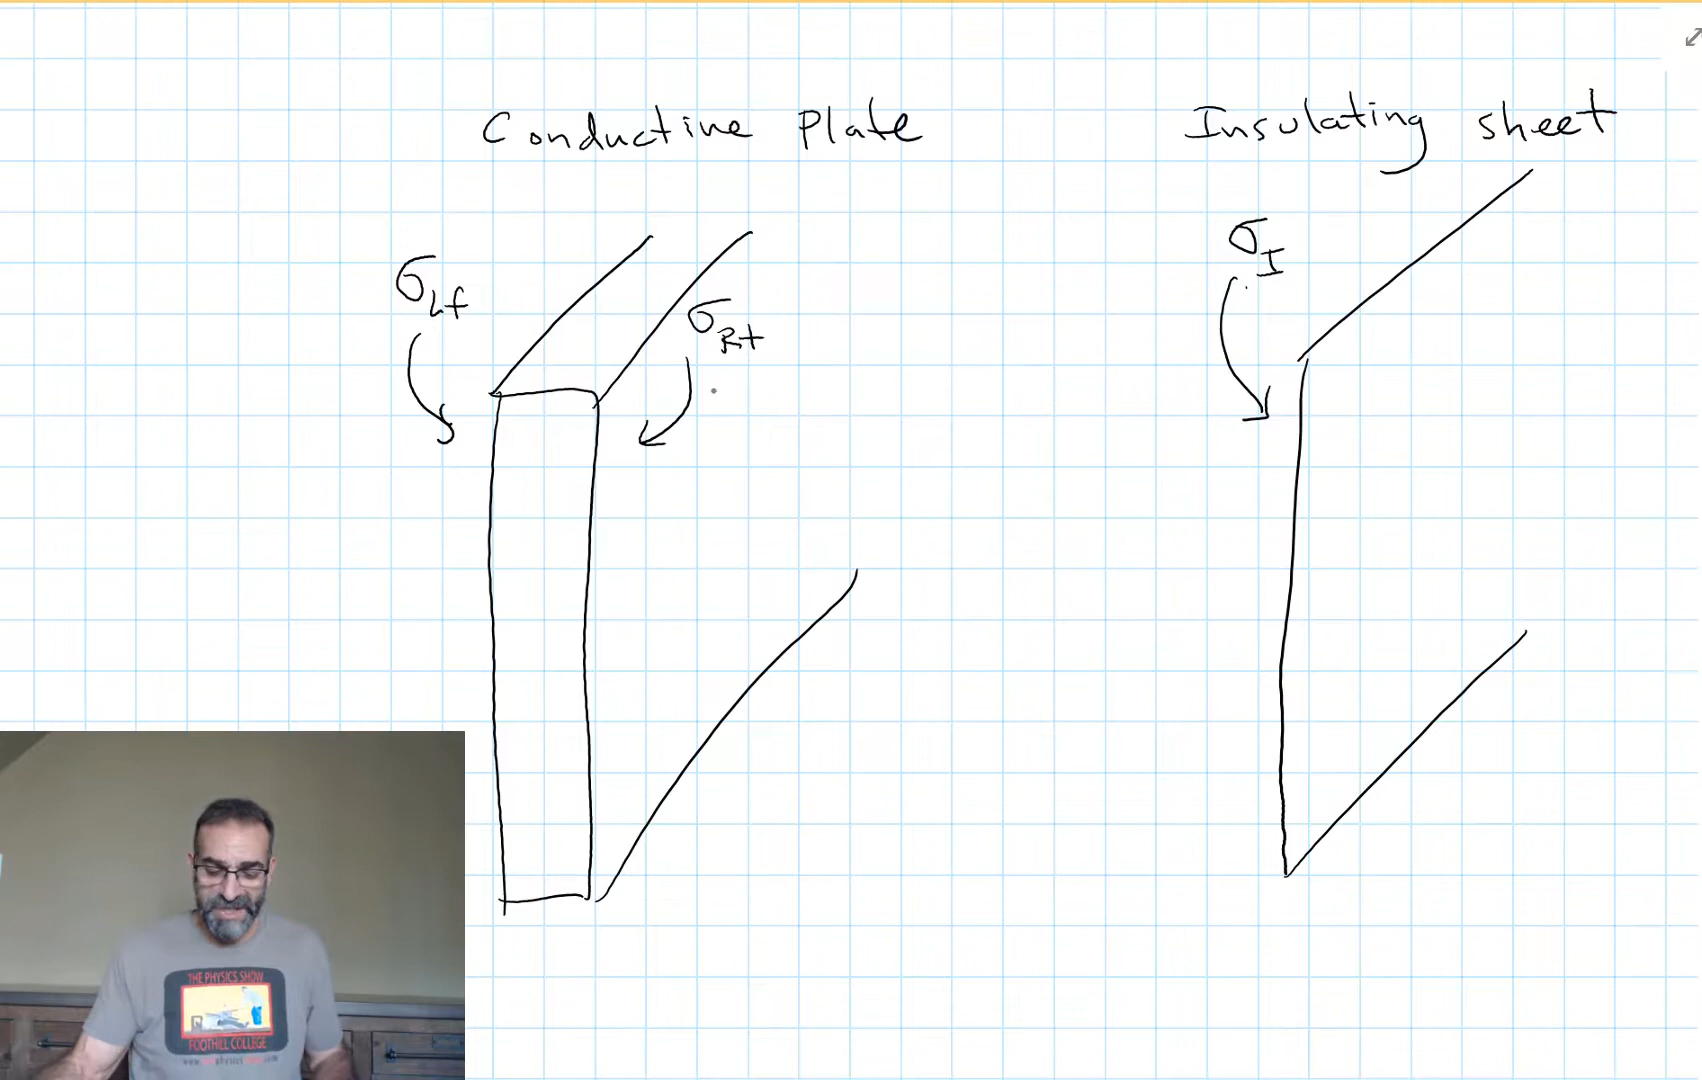 Conductive Plate
Insulating sheet
σLf
σRt
σI
THE PHYSICS SHOW
FOOTHILL COLLEGE